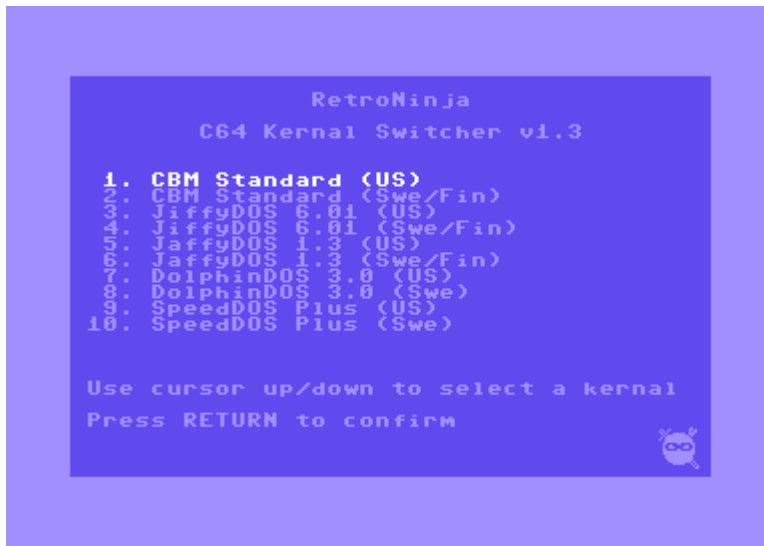 RetroNinja
C64 Kernal Switcher v1.3
1. CBM Standard (US)
2. CBM Standard (Swe/Fin)
3. JiffyDOS 6.01 (US)
4. JiffyDOS 6.01 (Swe/Fin)
5. JaffyDOS 1.3 (US)
6. JaffyDOS 1.3 (Swe/Fin)
7. DolphinDOS 3.0 (US)
8. DolphinDOS 3.0 (Swe)
9. SpeedDOS Plus (US)
10. SpeedDOS Plus (Swe)
Use cursor up/down to select a kernal
Press RETURN to confirm